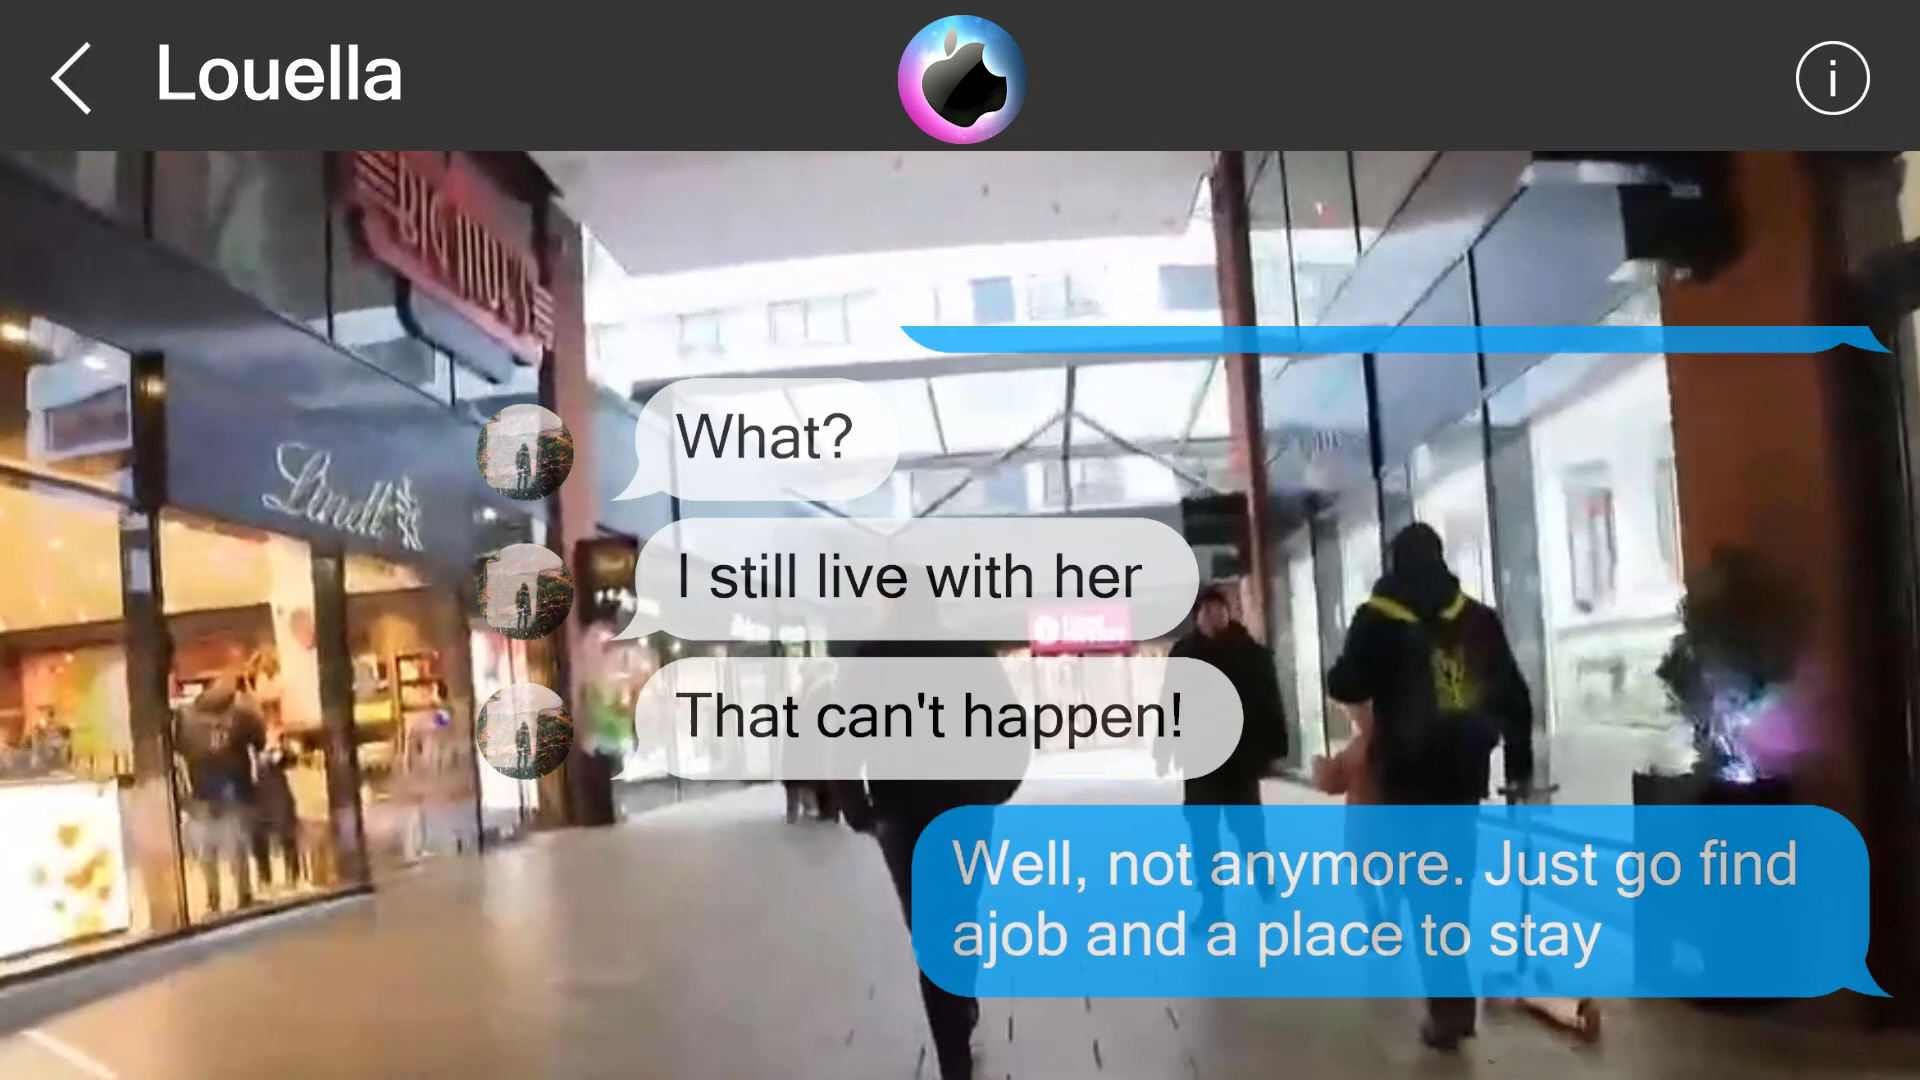 Louella
Lindt
What?
I still live with her
That can't happen!
Well, not anymore. Just go find
ajob and a place to stay